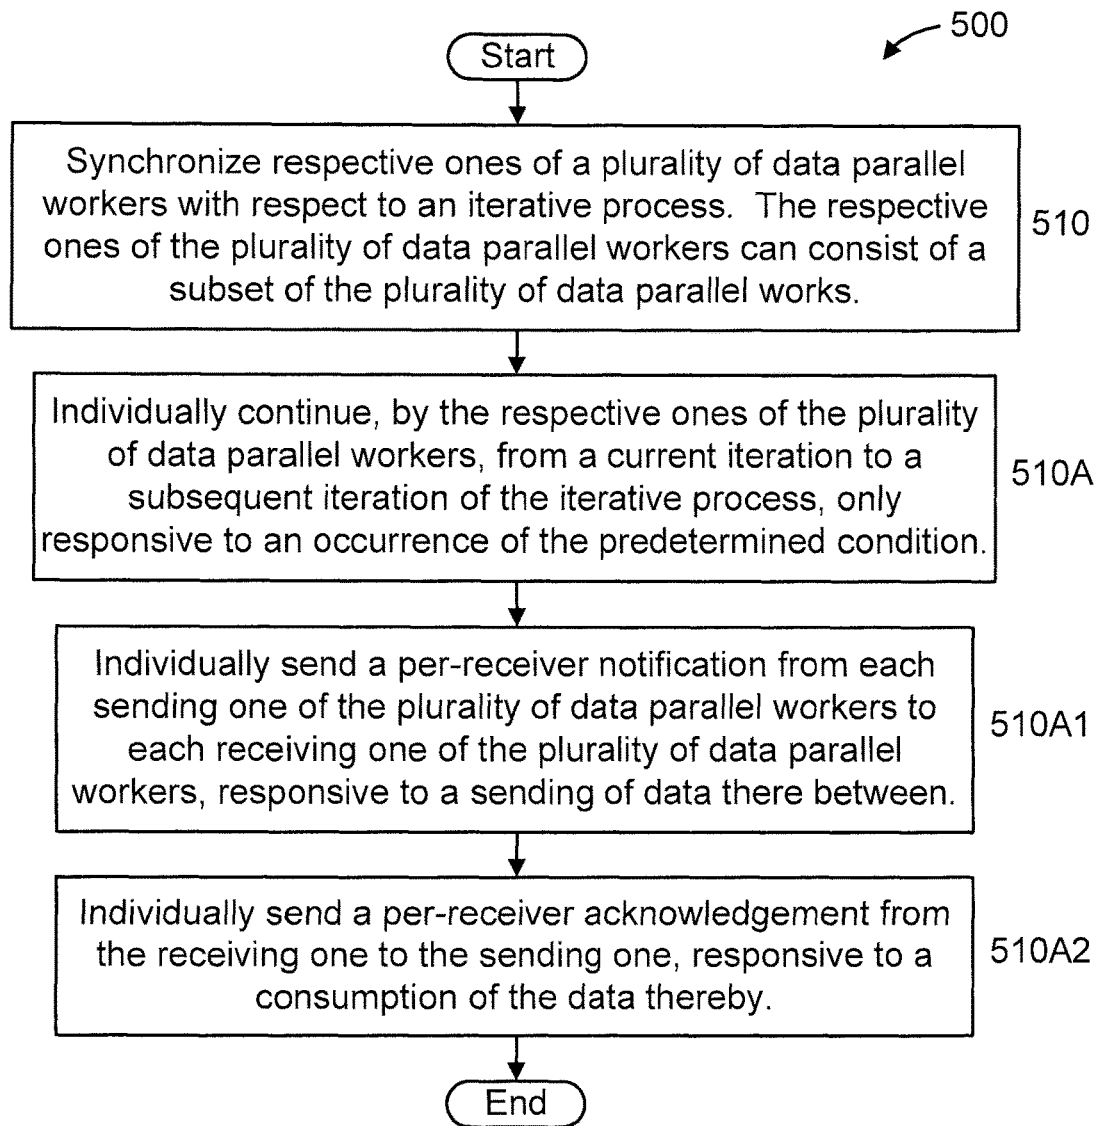 500
Start
Synchronize respective ones of a plurality of data parallel
workers with respect to an iterative process. The respective
ones of the plurality of data parallel workers can consist of a
subset of the plurality of data parallel works.
510
Individually continue, by the respective ones of the plurality
of data parallel workers, from a current iteration to a
subsequent iteration of the iterative process, only
responsive to an occurrence of the predetermined condition.
510A
Individually send a per-receiver notification from each
sending one of the plurality of data parallel workers to
each receiving one of the plurality of data parallel
workers, responsive to a sending of data there between.
510A1
Individually send a per-receiver acknowledgement from
the receiving one to the sending one, responsive to a
consumption of the data thereby.
510A2
End